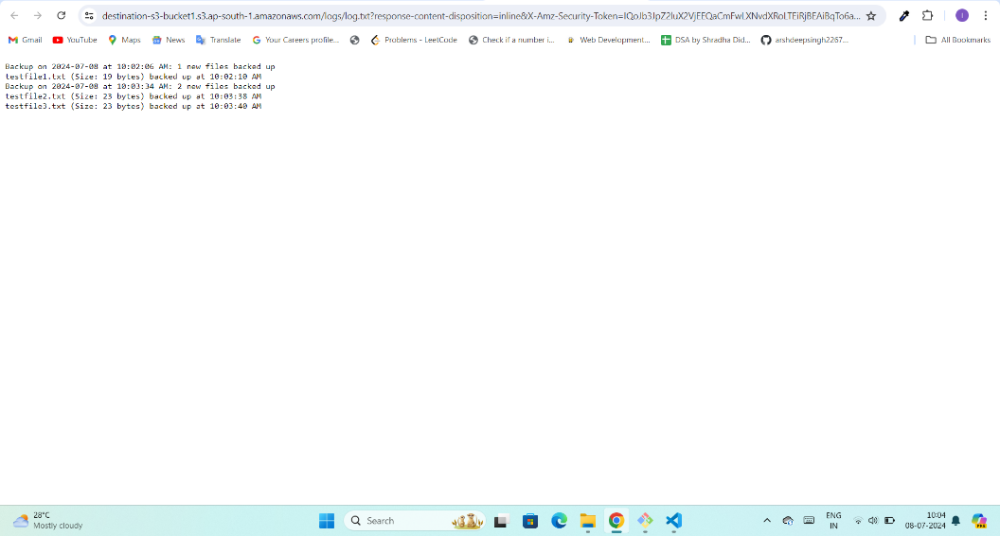 destination-s3-bucket1.s3.ap-south-1.amazonaws.com/logs/log.txt?response-content-disposition=inline&X-Amz-Security-Token=
Gmail YouTube Maps News Translate Your Careers profile... Problems - LeetCode Check if a number i... Web Development... DSA by Shradha Did... arshdeepsingh2267... All Bookmarks
Backup on 2024-07-08 at 10:02:06 AM: 1 new files backed up
testfile1.txt (Size: 19 bytes) backed up at 10:02:10 AM
Backup on 2024-07-08 at 10:03:34 AM: 2 new files backed up
testfile2.txt (Size: 23 bytes) backed up at 10:03:38 AM
testfile3.txt (Size: 23 bytes) backed up at 10:03:40 AM
28°C
Mostly cloudy
Search
ENG
IN
10:04
08-07-2024